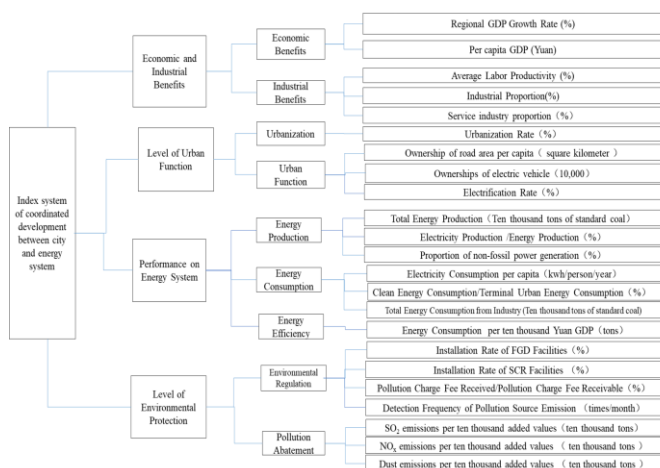 Index system
of coordinated
development
between city
and energy
system
Economic
and Industrial
Benefits
Level of Urban
Function
Performance on
Energy System
Level of
Environmental
Protection
Economic
Benefits
Industrial
Benefits
Urbanization
Urban
Function
Energy
Production
Energy
Consumption
Energy
Efficiency
Environmental
Regulation
Pollution
Abatement
Regional GDP Growth Rate (%)
Per capita GDP (Yuan)
Average Labor Productivity (%)
Industrial Proportion(%)
Service industry proportion（%）
Urbanization Rate（%）
Ownership of road area per capita（ square kilometer ）
Ownerships of electric vehicle（10,000）
Electrification Rate（%）
Total Energy Production（Ten thousand tons of standard coal）
Electricity Production /Energy Production（%）
Proportion of non-fossil power generation（%）
Electricity Consumption per capita（kwh/person/year）
Clean Energy Consumption/Terminal Urban Energy Consumption（%）
Total Energy Consumption from Industry (Ten thousand tons of standard coal)
Energy Consumption per ten thousand Yuan GDP（tons）
Installation Rate of FGD Facilities（%）
Installation Rate of SCR Facilities （%）
Pollution Charge Fee Received/Pollution Charge Fee Receivable（%）
Detection Frequency of Pollution Source Emission（times/month）
SO₂ emissions per ten thousand added values（ten thousand tons）
NOₓ emissions per ten thousand added values （ ten thousand tons）
Dust emissions per ten thousand added values（ ten thousand tons ）